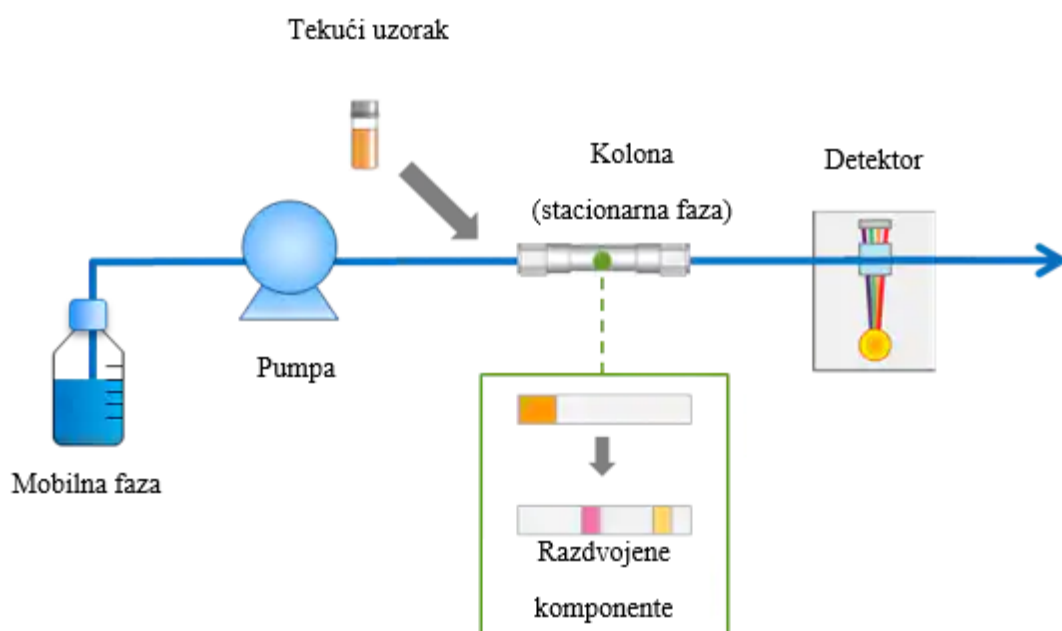 Tekući uzorak
Kolona
(stacionarna faza)
Detektor
Pumpa
Mobilna faza
Razdvojene
komponente